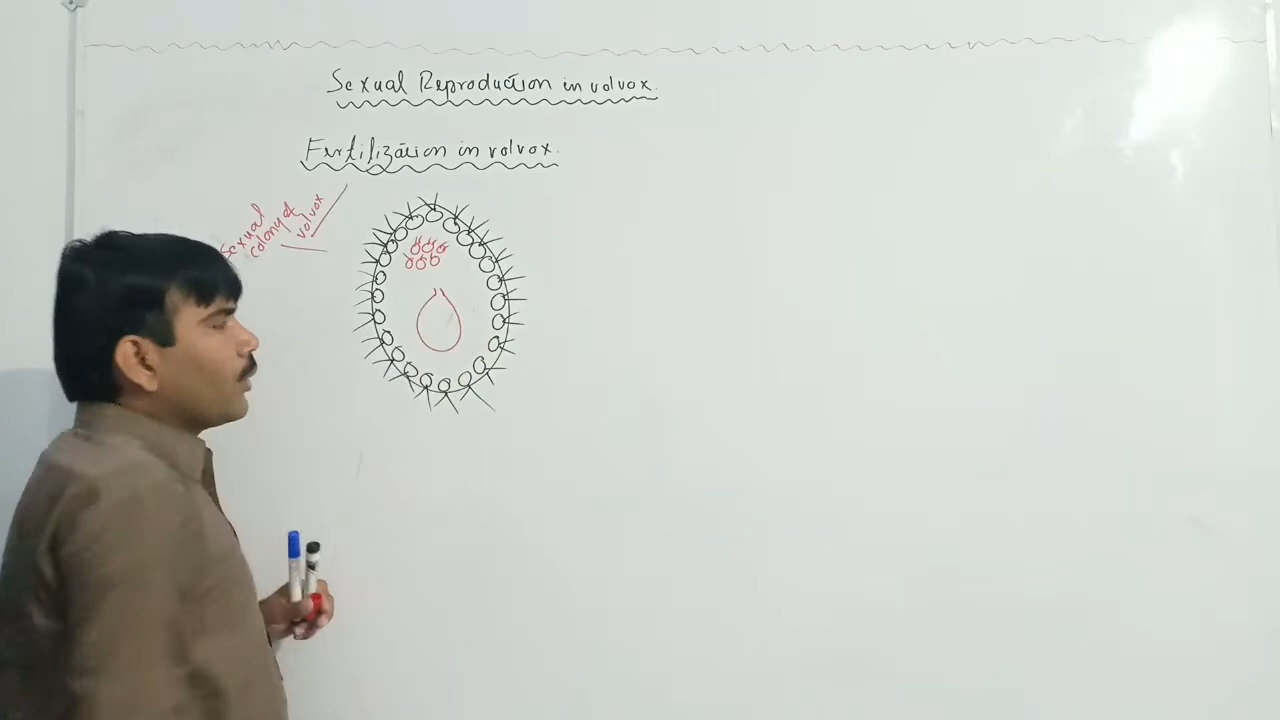 Sexual Reproduction in volvox.
Fertilization in volvox.
Sexual
colony of
volvox